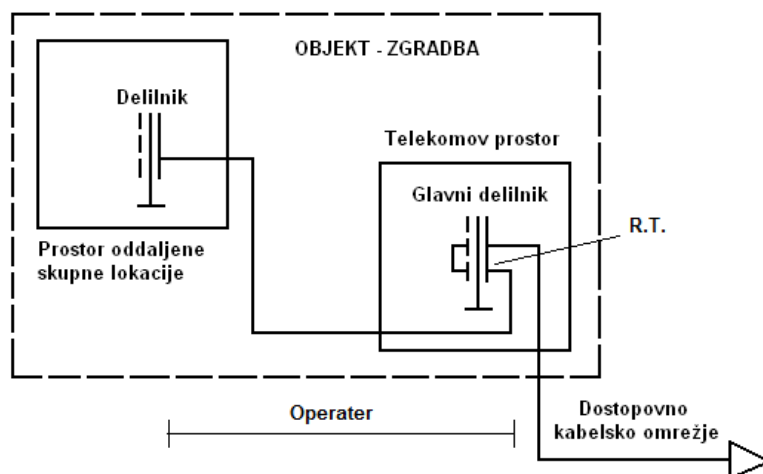 OBJEKT - ZGRADBA
Delilnik
Telekomov prostor
Glavni delilnik
R.T.
Prostor oddaljene
skupne lokacije
Operater
Dostopovno
kabelsko omrežje